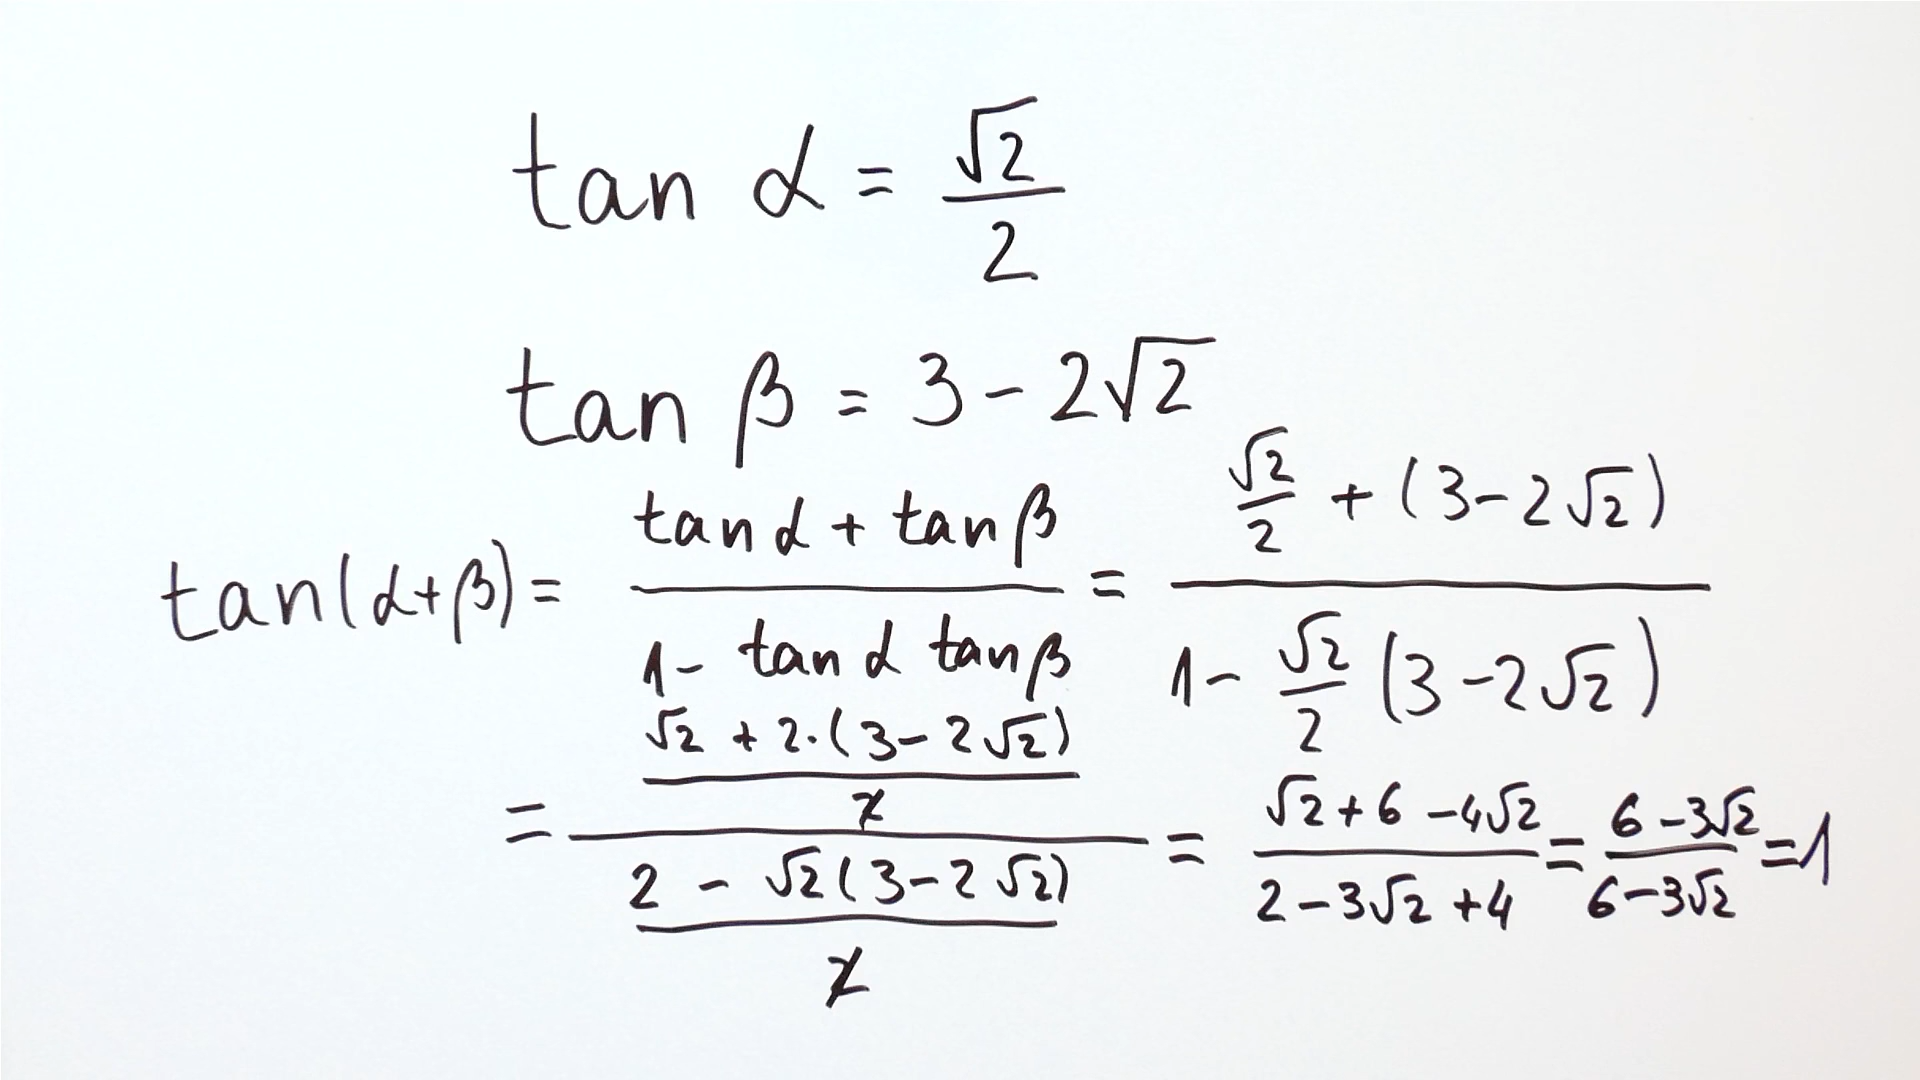 tan α = √2/2
tan β = 3 - 2√2
tan(α+β) = (tan α + tan β)/(1 - tan α tan β) = (√2/2 + (3 - 2√2))/(1 - √2/2 (3 - 2√2))
= ((√2 + 2·(3 - 2√2))/2)/((2 - √2(3 - 2√2))/2) = (√2 + 6 - 4√2)/(2 - 3√2 + 4) = (6 - 3√2)/(6 - 3√2) = 1